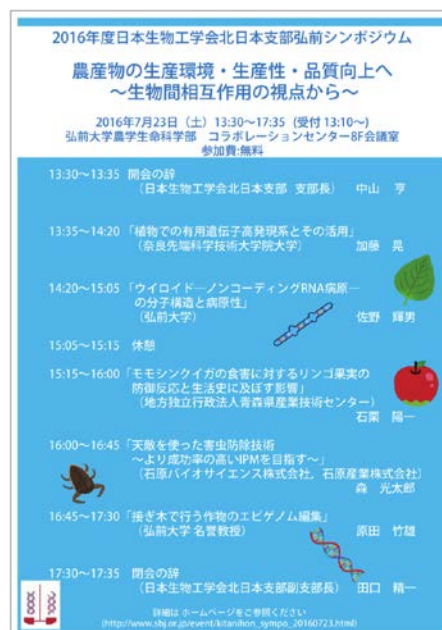 2016年度日本生物工学会北日本支部弘前シンポジウム
農産物の生産環境・生産性・品質向上へ
～生物間相互作用の視点から～
2016年7月23日（土）13:30～17:35 (受付 13:10～)
弘前大学農学生命科学部　コラボレーションセンター8F会議室
参加費:無料
13:30～13:35 開会の辞
（日本生物工学会北日本支部 支部長）　中山　亨
13:35～14:20「植物での有用遺伝子高発現系とその活用」
（奈良先端科学技術大学院大学）　加藤　晃
14:20～15:05「ウイロイド―ノンコーディングRNA病原―
の分子構造と病原性」
（弘前大学）　佐野　輝男
15:05～15:15 休憩
15:15～16:00「モモシンクイガの食害に対するリンゴ果実の
防御反応と生活史に及ぼす影響」
（地方独立行政法人青森県産業技術センター）
石栗　陽一
16:00～16:45「天敵を使った害虫防除技術
～より成功率の高いIPMを目指す～」
（石原バイオサイエンス株式会社, 石原産業株式会社）
森　光太郎
16:45～17:30「接ぎ木で行う作物のエピゲノム編集」
（弘前大学 名誉教授）　原田　竹雄
17:30～17:35 閉会の辞
（日本生物工学会北日本支部副支部長）　田口　精一
詳細は ホームページをご参照ください
(http://www.sbj.or.jp/event/kitanihon_sympo_20160723.html)